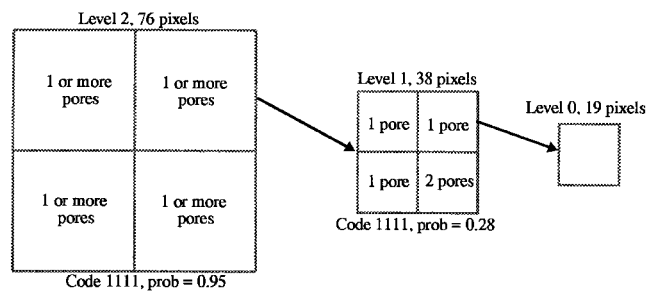 Level 2, 76 pixels
1 or more
pores
1 or more
pores
1 or more
pores
1 or more
pores
Code 1111, prob = 0.95
Level 1, 38 pixels
1 pore
1 pore
1 pore
2 pores
Code 1111, prob = 0.28
Level 0, 19 pixels